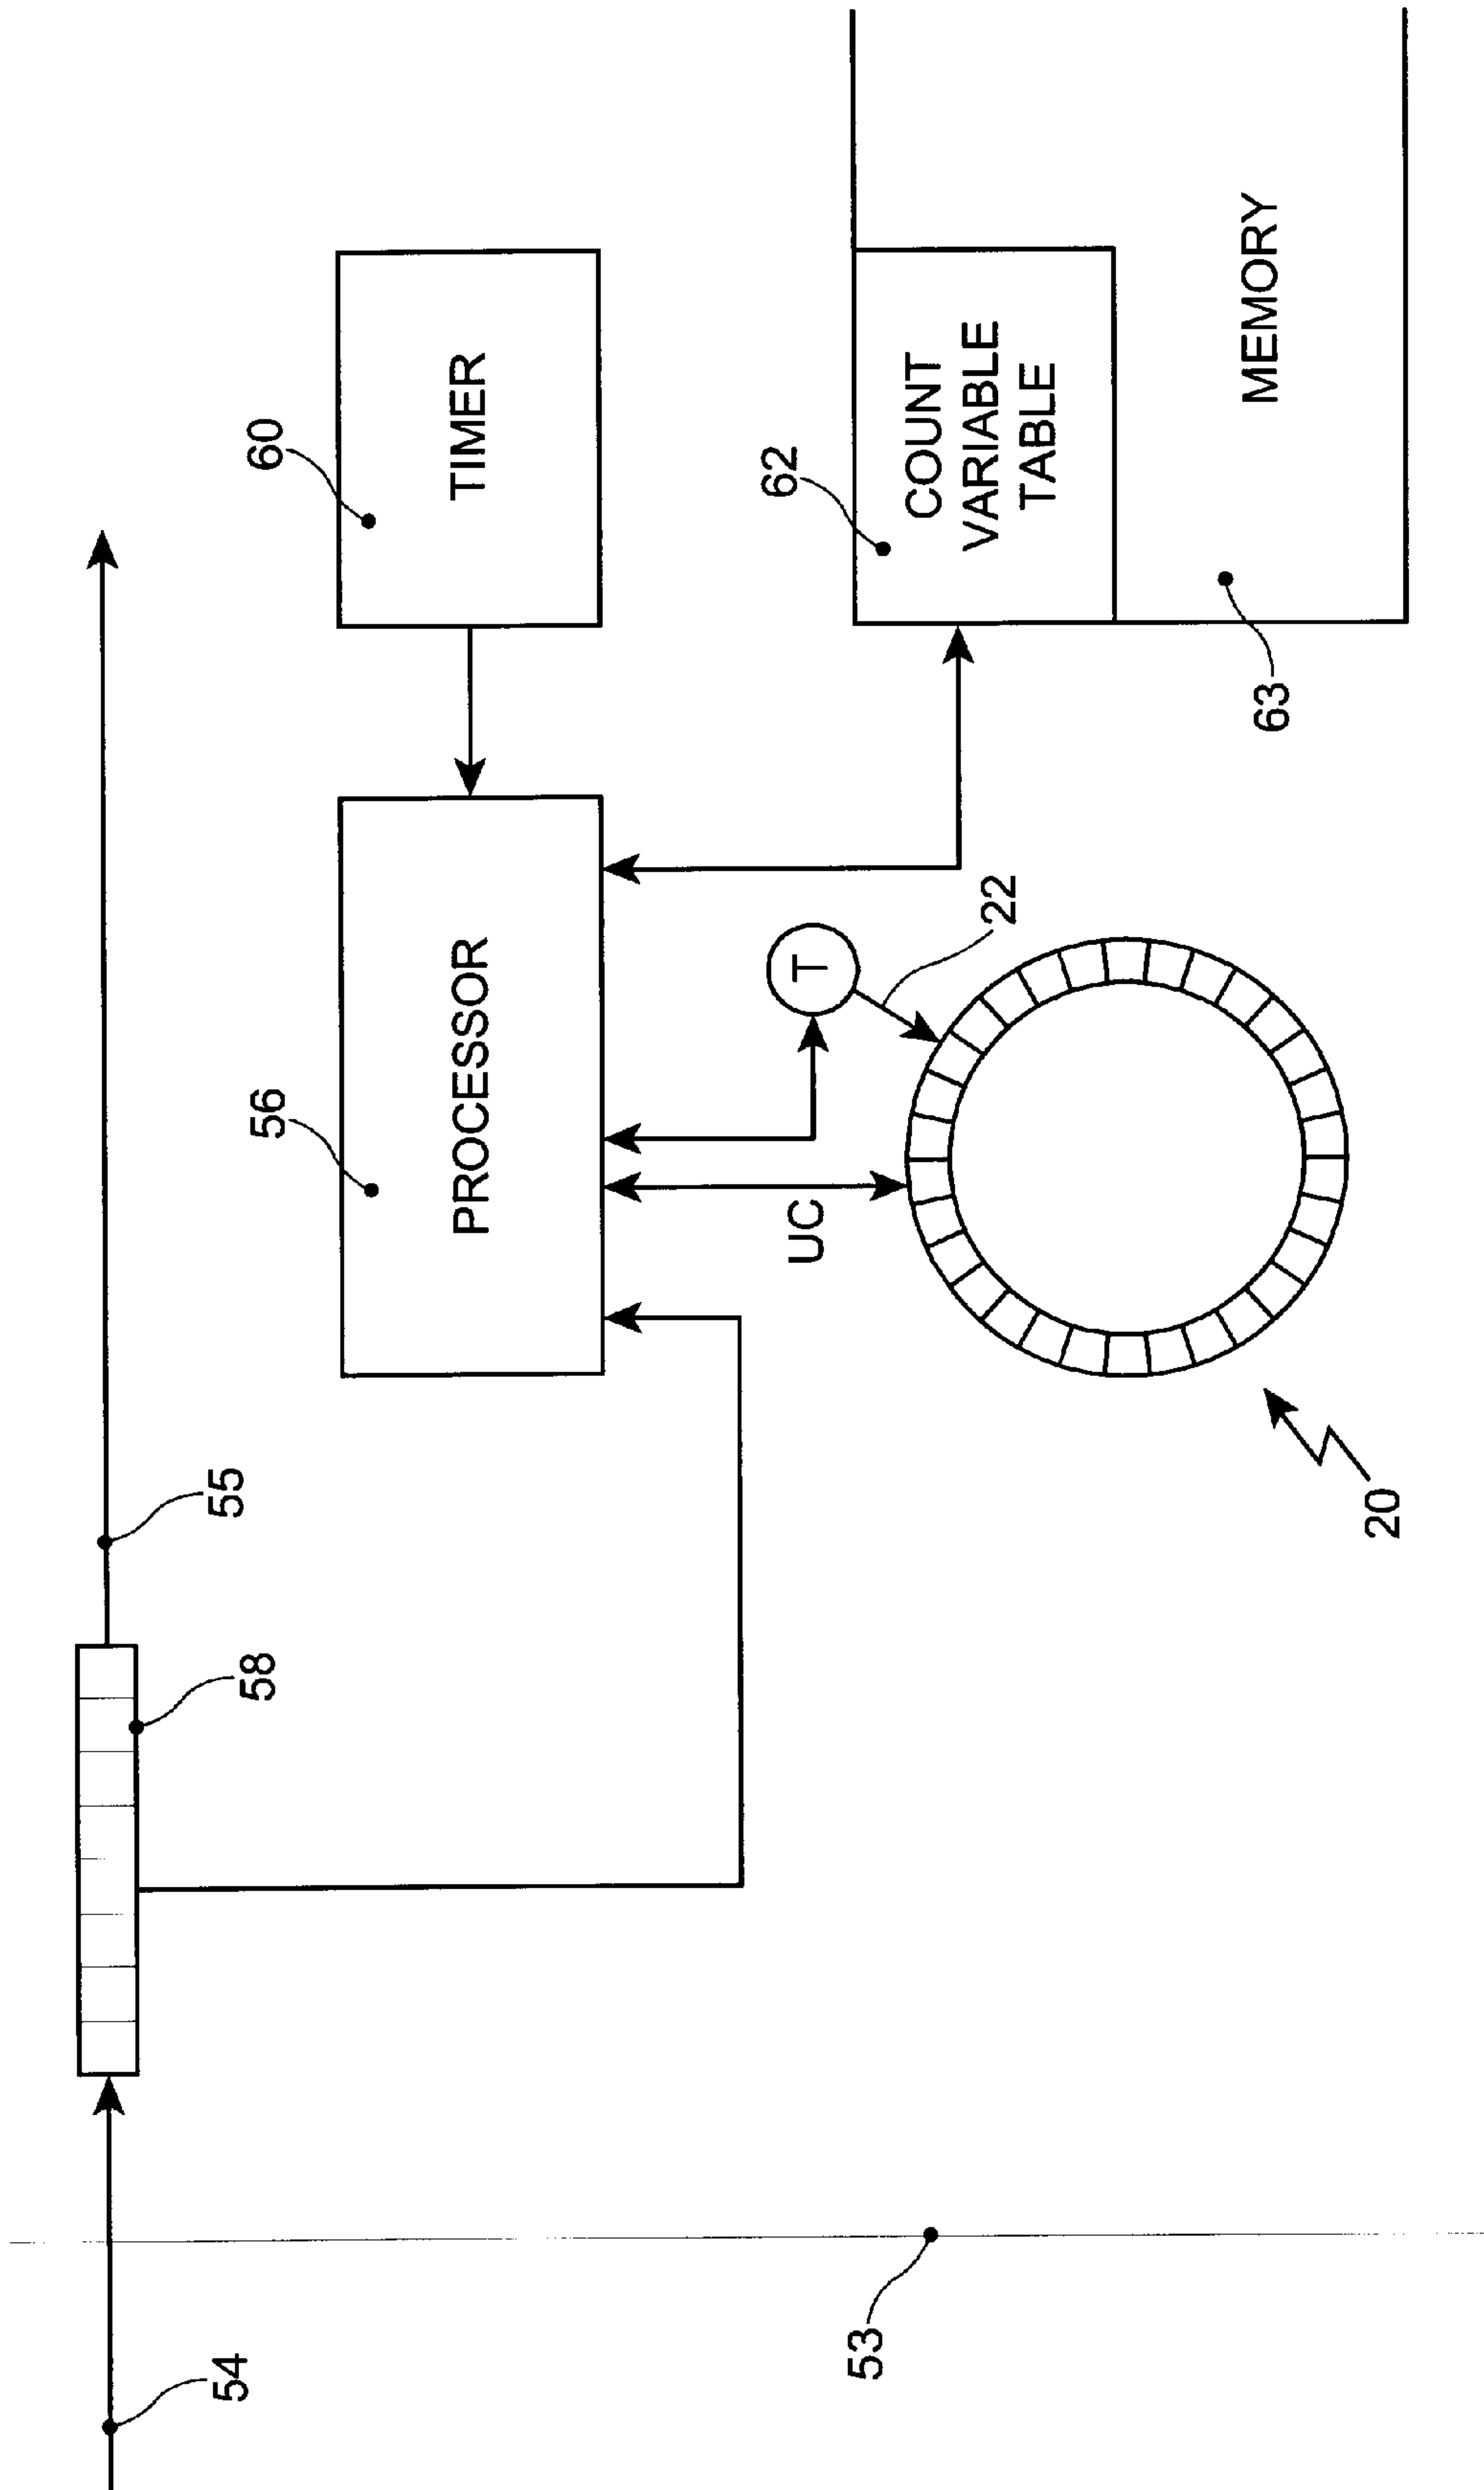 54
55
58
60
TIMER
56
PROCESSOR
62
COUNT
VARIABLE
TABLE
MEMORY
63
T
22
UC
20
53